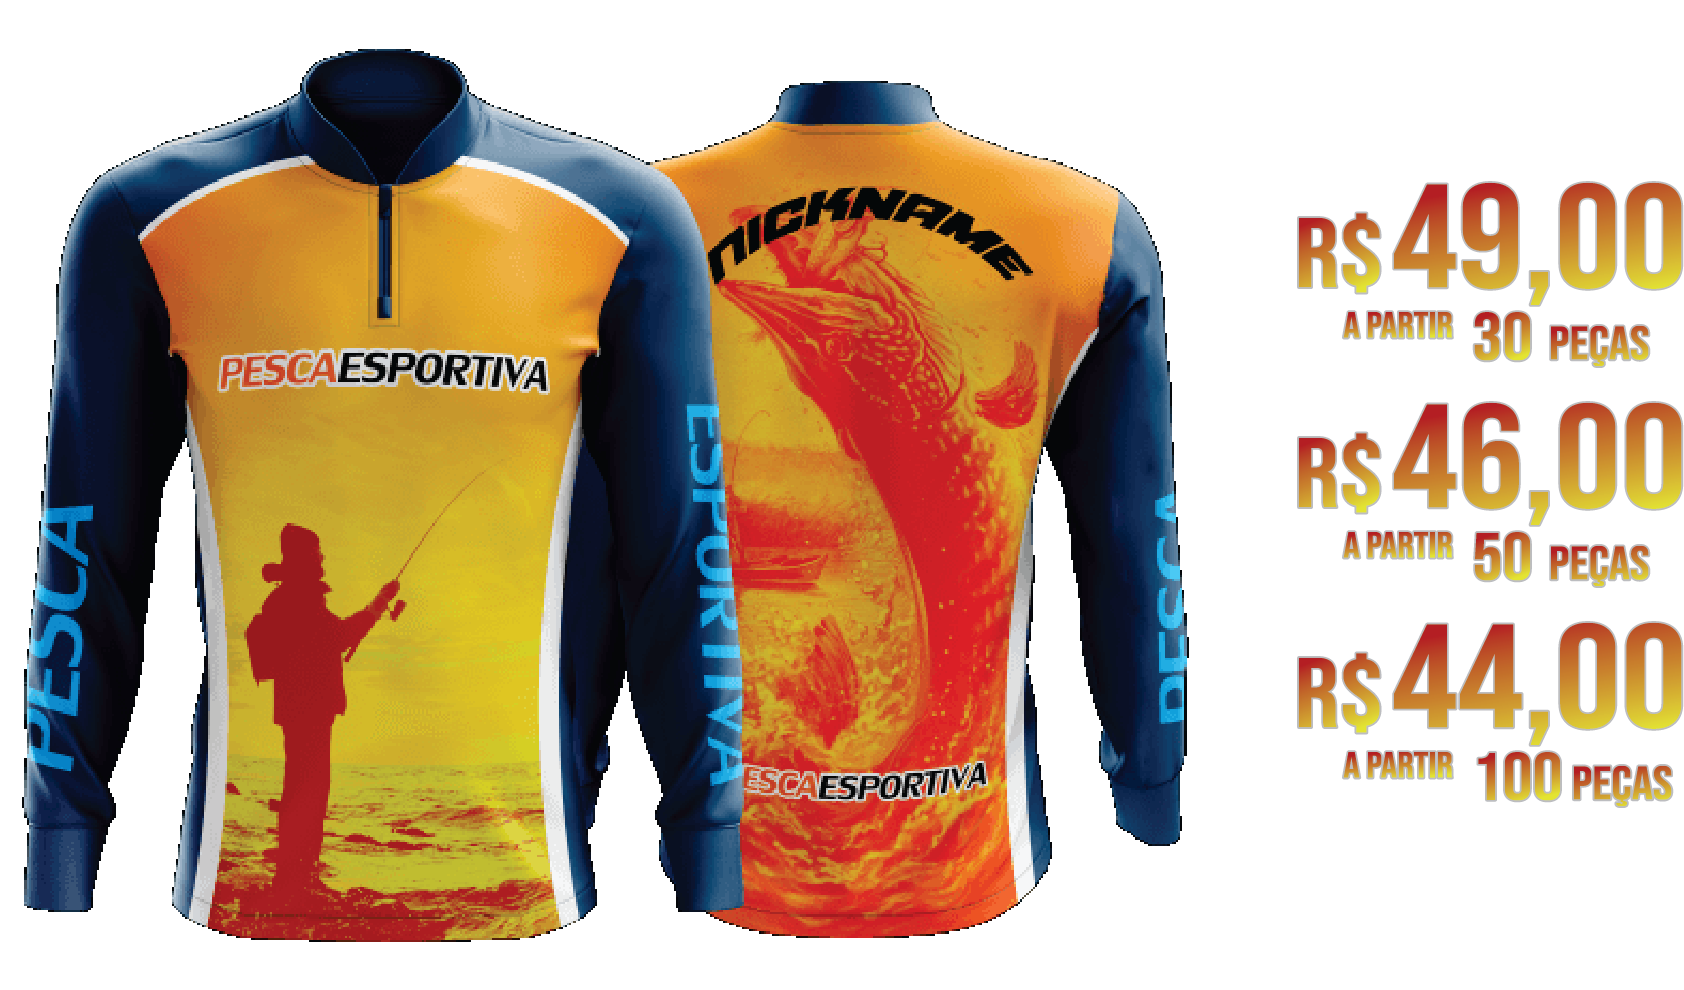 PESCAESPORTIVA
PESCA
ESPORTIVA
NICKNAME
ESCAESPORTIVA
PESCA
R$49,00
A PARTIR 30 PEÇAS
R$46,00
A PARTIR 50 PEÇAS
R$44,00
A PARTIR 100 PEÇAS